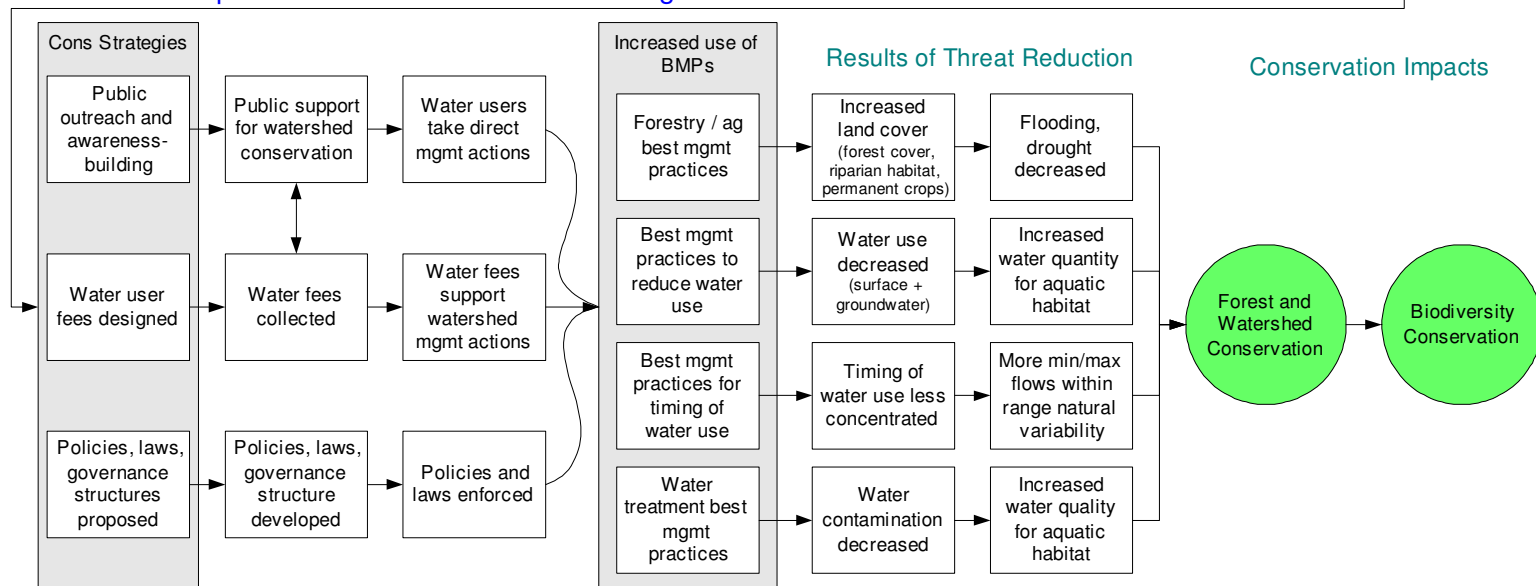 Cons Strategies
Public
outreach and
awareness-
building
Public support
for watershed
conservation
Water users
take direct
mgmt actions
Water user
fees designed
Water fees
collected
Water fees
support
watershed
mgmt actions
Policies, laws,
governance
structures
proposed
Policies, laws,
governance
structure
developed
Policies and
laws enforced
Increased use of
BMPs
Results of Threat Reduction
Conservation Impacts
Forestry / ag
best mgmt
practices
Increased
land cover
(forest cover,
riparian habitat,
permanent crops)
Flooding,
drought
decreased
Best mgmt
practices to
reduce water
use
Water use
decreased
(surface +
groundwater)
Increased
water quantity
for aquatic
habitat
Best mgmt
practices for
timing of
water use
Timing of
water use less
concentrated
More min/max
flows within
range natural
variability
Water
treatment best
mgmt
practices
Water
contamination
decreased
Increased
water quality
for aquatic
habitat
Forest and
Watershed
Conservation
Biodiversity
Conservation